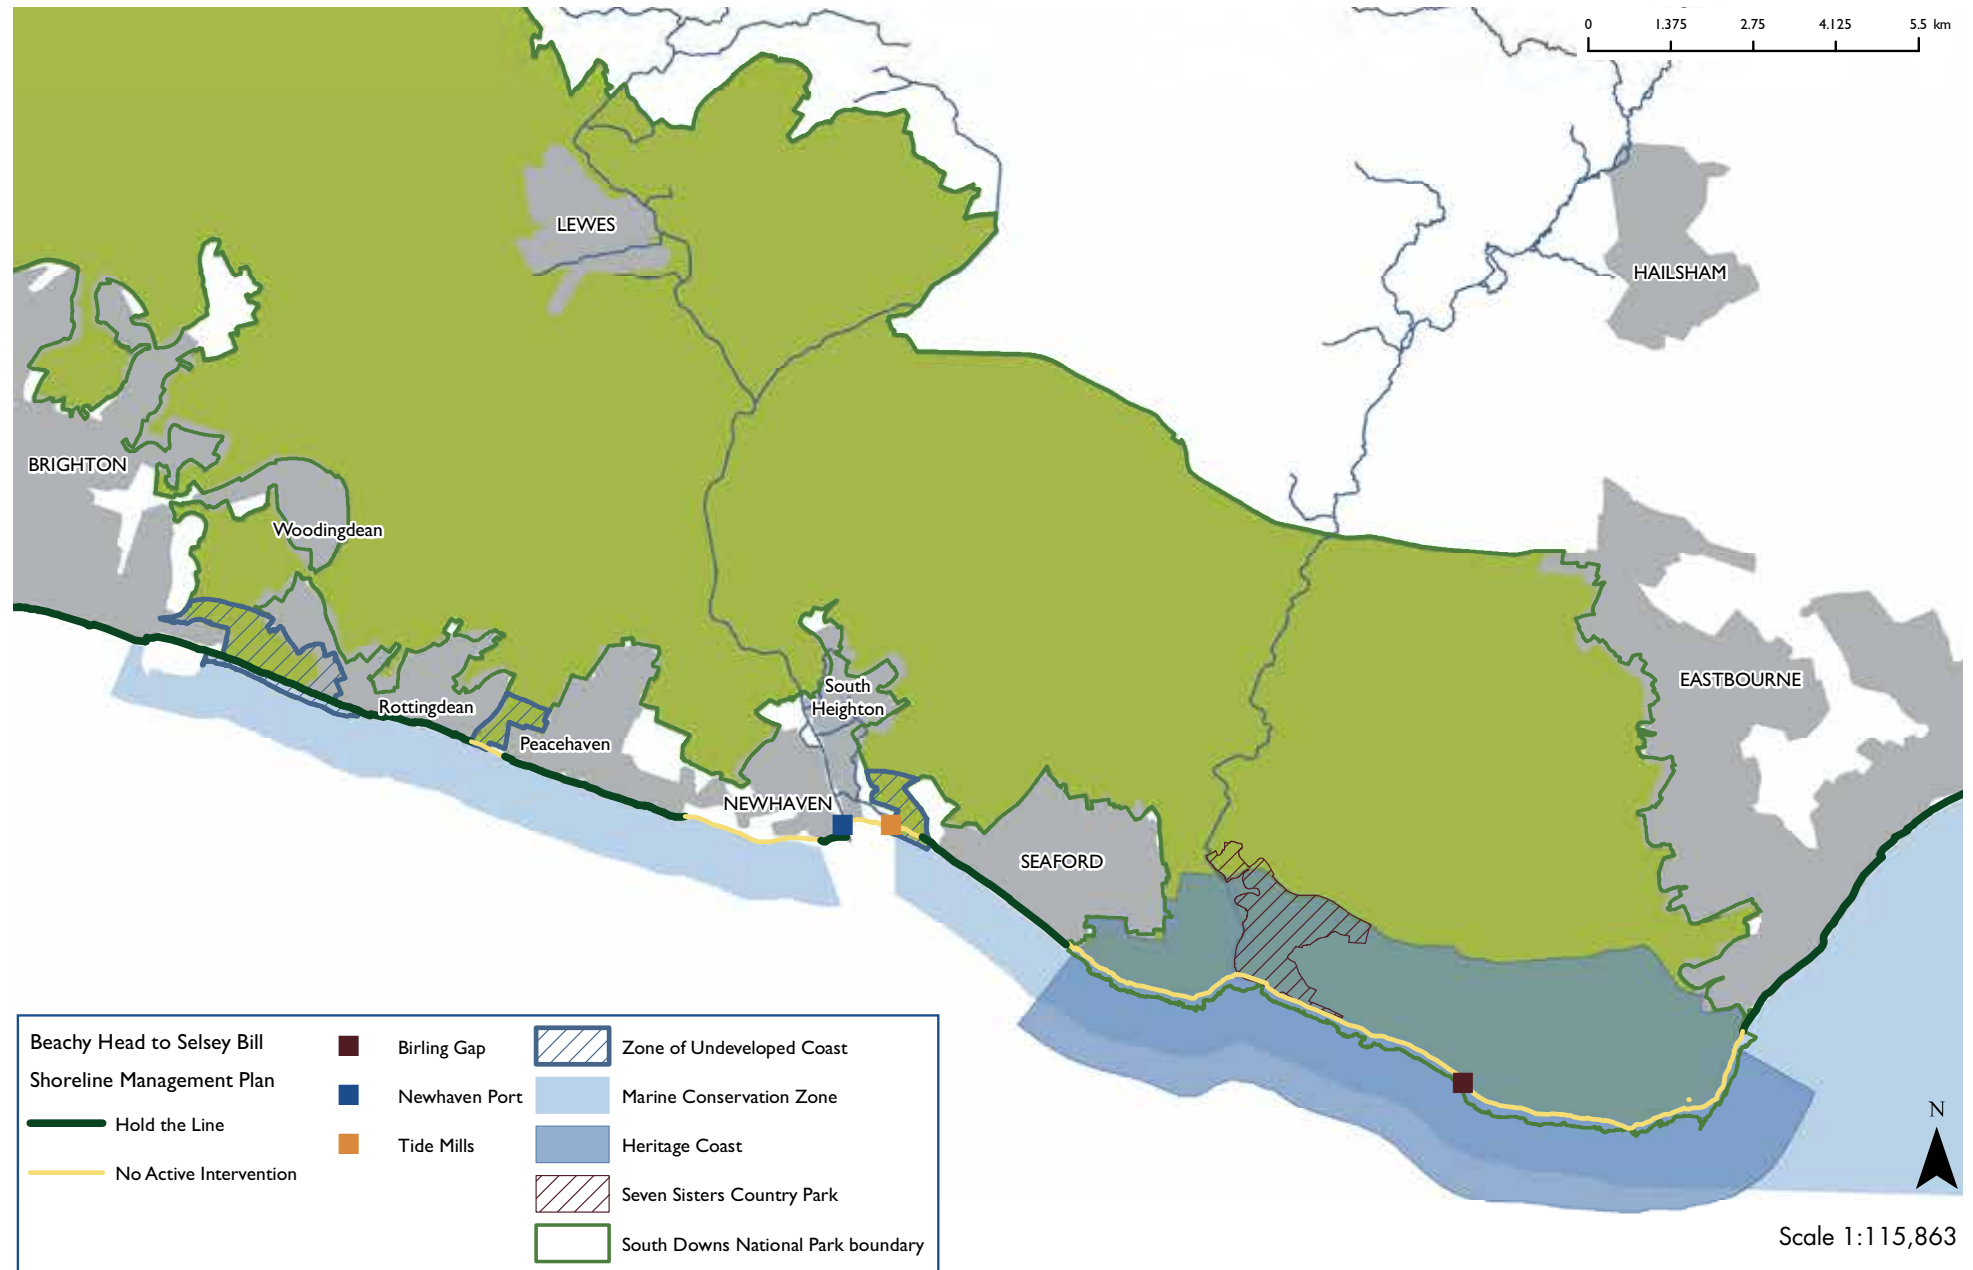 0 1.375 2.75 4.125 5.5 km
LEWES
HAILSHAM
BRIGHTON
Woodingdean
EASTBOURNE
South
Heighton
Rottingdean
Peacehaven
NEWHAVEN
SEAFORD
Beachy Head to Selsey Bill
Shoreline Management Plan
Hold the Line
No Active Intervention
Birling Gap
Newhaven Port
Tide Mills
Zone of Undeveloped Coast
Marine Conservation Zone
Heritage Coast
Seven Sisters Country Park
South Downs National Park boundary
N
Scale 1:115,863